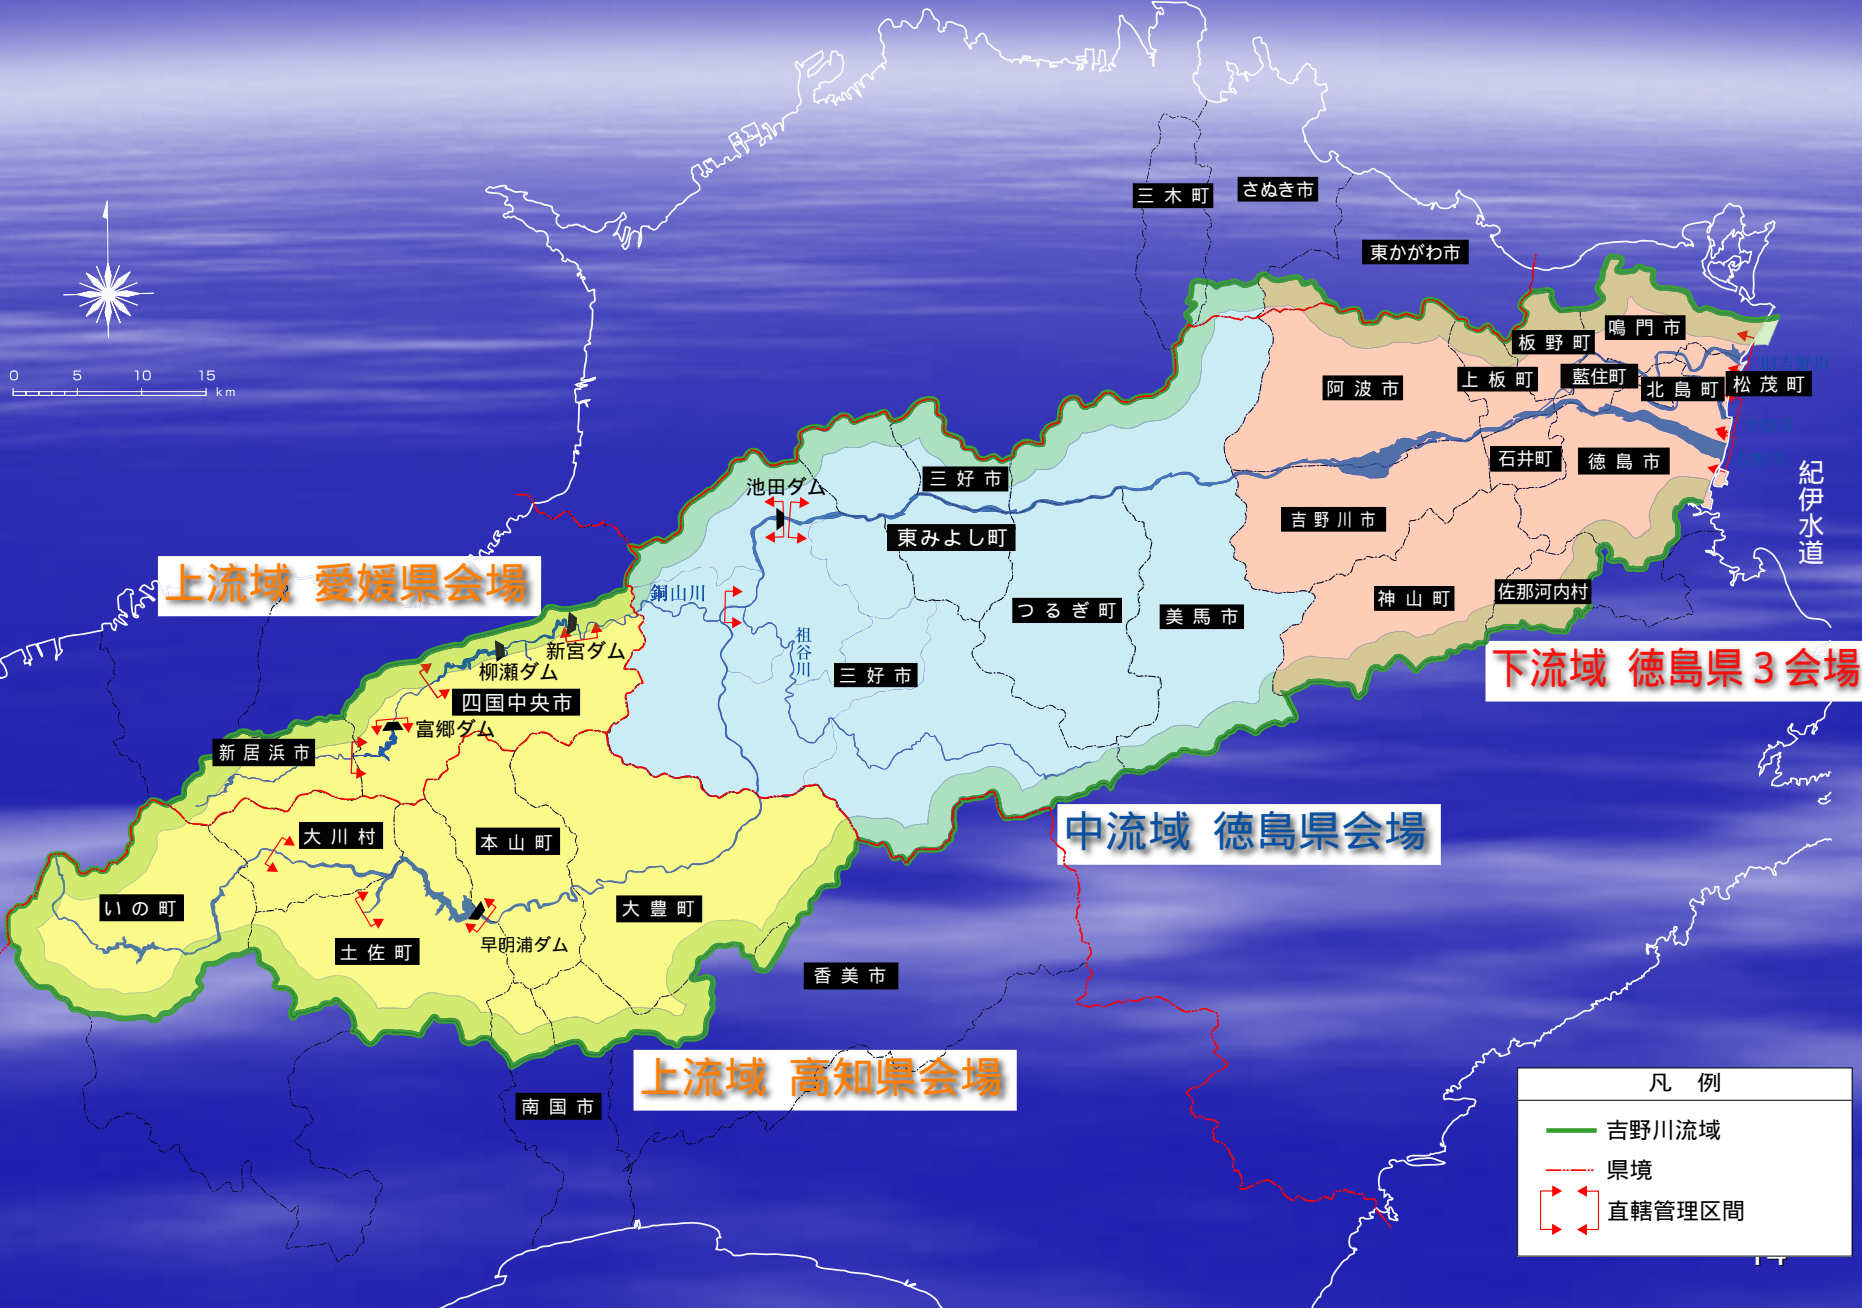 三木町
さぬき市
東かがわ市
鳴門市
板野町
旧吉野川
藍住町
上板町
北島町
松茂町
阿波市
0 5 10 15
km
石井町
徳島市
紀伊水道
三好市
池田ダム
吉野川市
東みよし町
上流域 愛媛県会場
銅山川
佐那河内村
神山町
つるぎ町
美馬市
祖谷川
新宮ダム
柳瀬ダム
三好市
下流域 徳島県3会場
四国中央市
富郷ダム
新居浜市
中流域 徳島県会場
大川村
本山町
いの町
大豊町
土佐町
早明浦ダム
香美市
上流域 高知県会場
南国市
凡 例
吉野川流域
県境
直轄管理区間
14